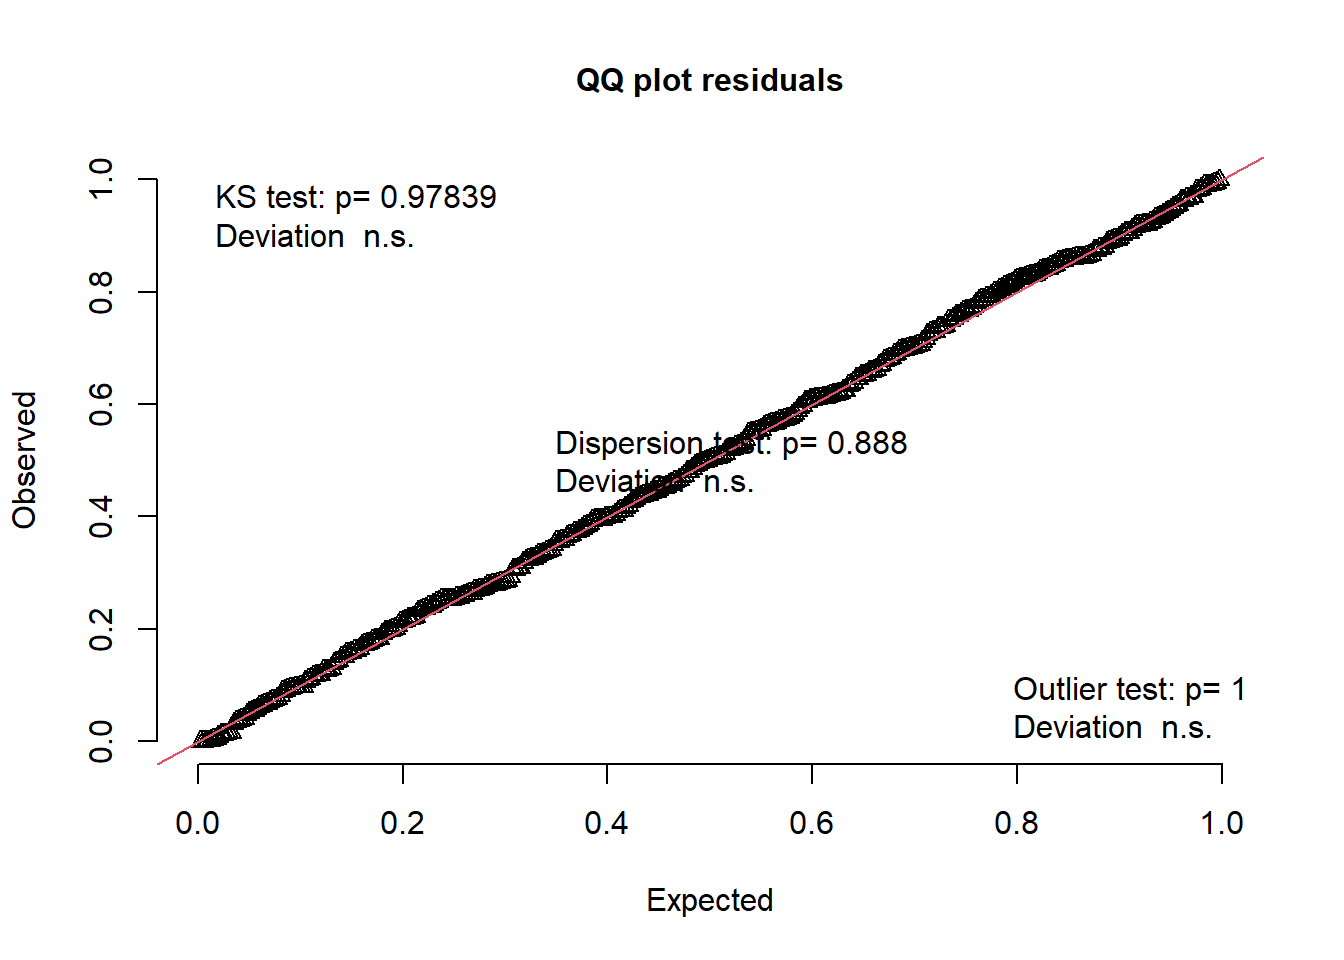 QQ plot residuals
KS test: p= 0.97839
Deviation  n.s.
Dispersion test: p= 0.888
Deviation  n.s.
Outlier test: p= 1
Deviation  n.s.
Observed
0.0 0.2 0.4 0.6 0.8 1.0
0.0 0.2 0.4 0.6 0.8 1.0
Expected